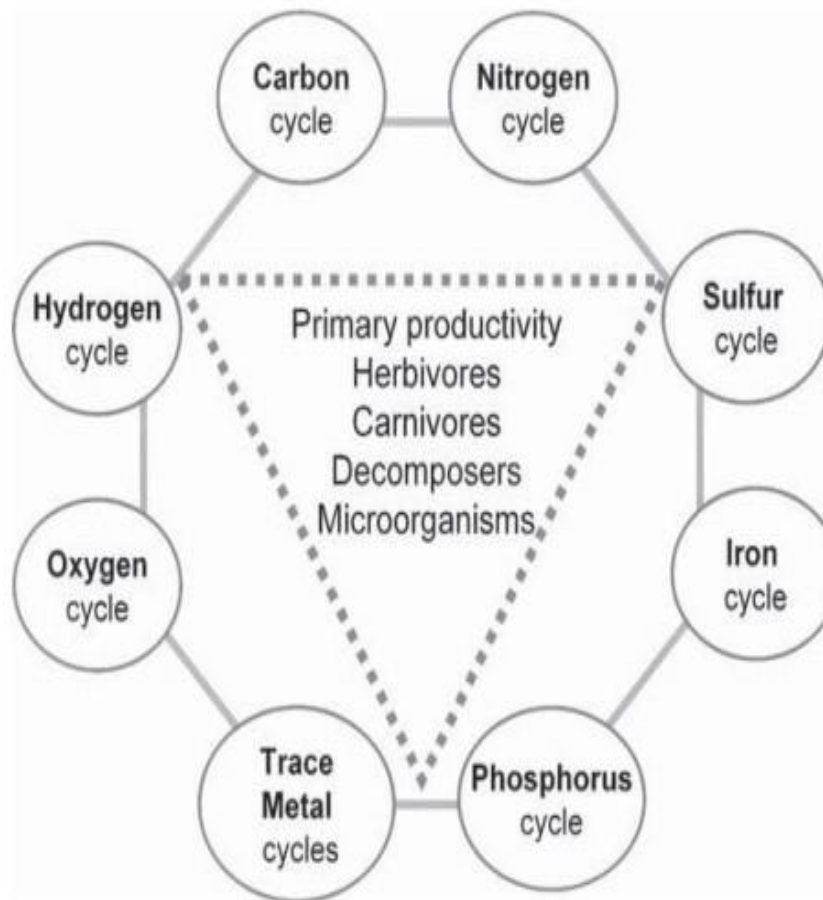 Carbon
cycle
Nitrogen
cycle
Hydrogen
cycle
Sulfur
cycle
Primary productivity
Herbivores
Carnivores
Decomposers
Microorganisms
Oxygen
cycle
Iron
cycle
Trace
Metal
cycles
Phosphorus
cycle